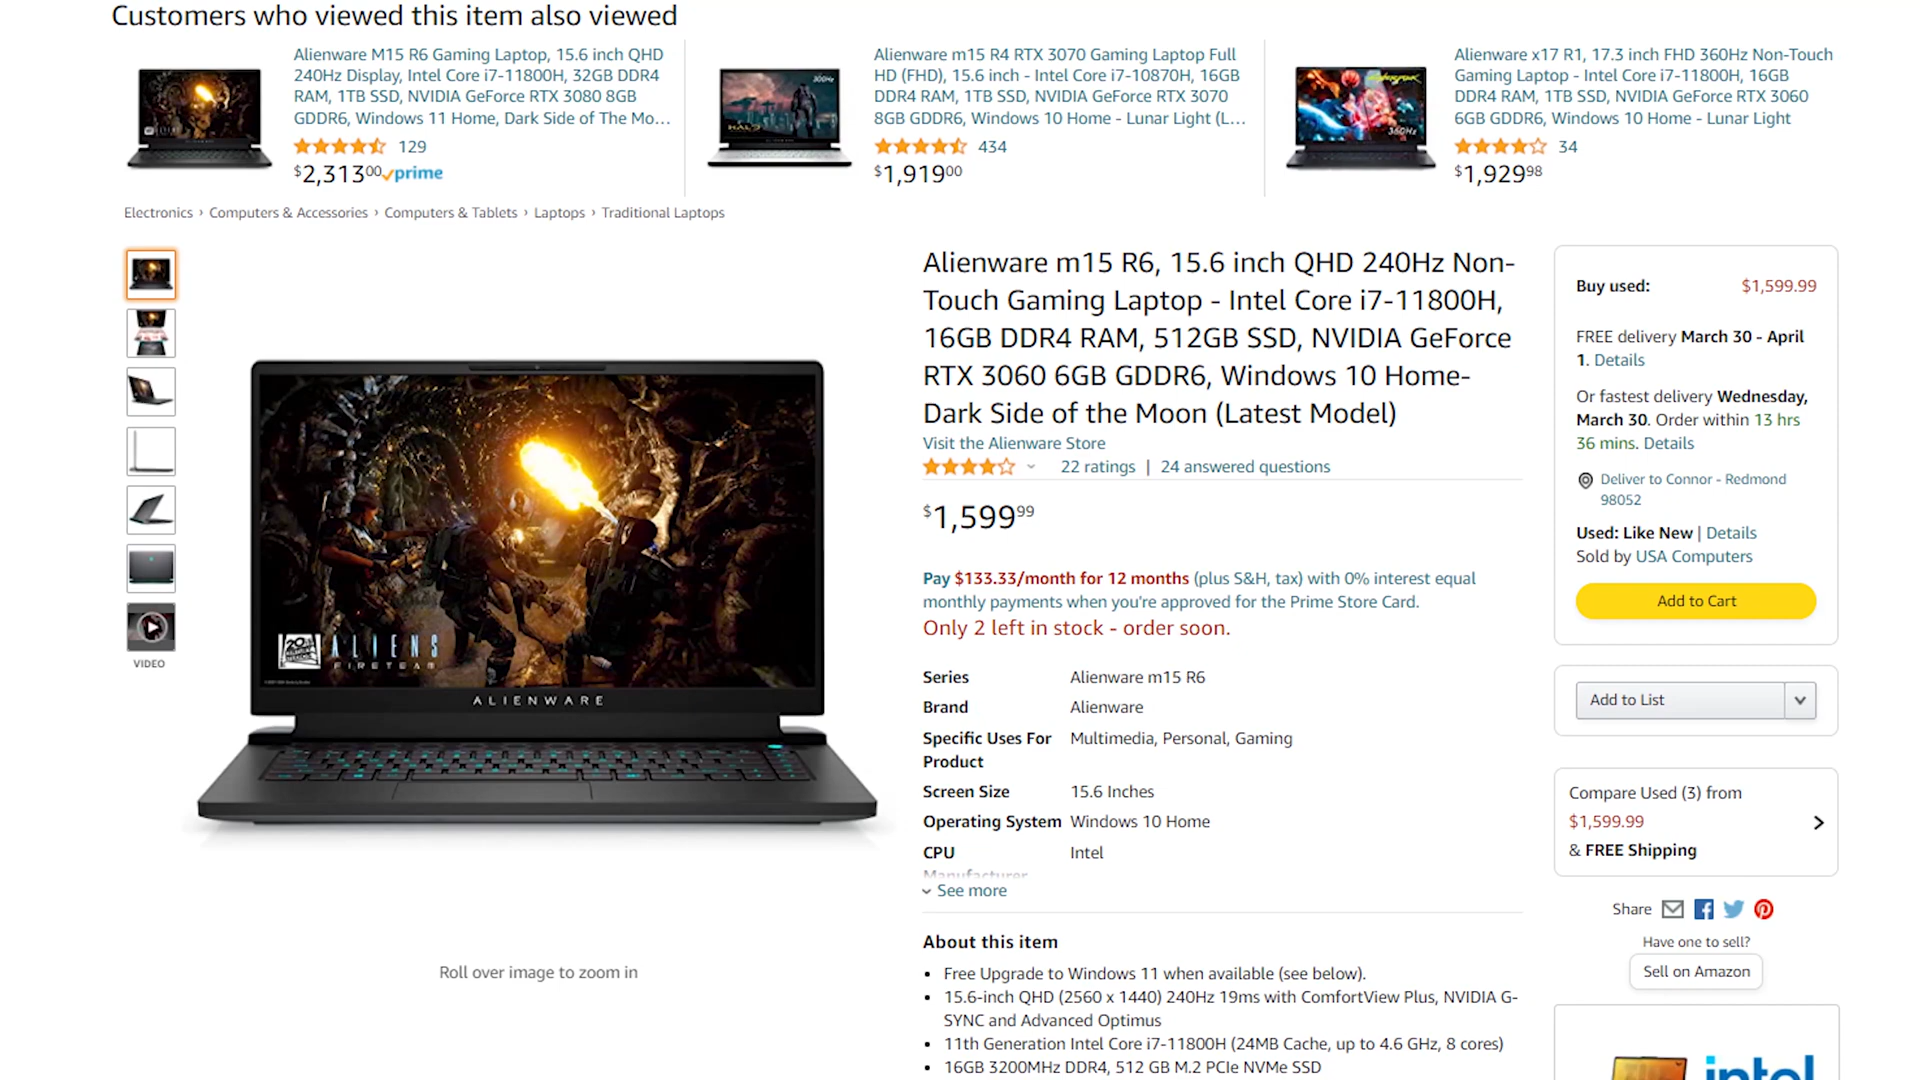 Customers who viewed this item also viewed
Alienware M15 R6 Gaming Laptop, 15.6 inch QHD
240Hz Display, Intel Core i7-11800H, 32GB DDR4
RAM, 1TB SSD, NVIDIA GeForce RTX 3080 8GB
GDDR6, Windows 11 Home, Dark Side of The Mo...
129
$2,31300 prime
300Hz
HALO
Alienware m15 R4 RTX 3070 Gaming Laptop Full
HD (FHD), 15.6 inch - Intel Core i7-10870H, 16GB
DDR4 RAM, 1TB SSD, NVIDIA GeForce RTX 3070
8GB GDDR6, Windows 10 Home - Lunar Light (L...
434
$1,91900
360Hz
Alienware x17 R1, 17.3 inch FHD 360Hz Non-Touch
Gaming Laptop - Intel Core i7-11800H, 16GB
DDR4 RAM, 1TB SSD, NVIDIA GeForce RTX 3060
6GB GDDR6, Windows 10 Home - Lunar Light
34
$1,92998
Electronics › Computers & Accessories › Computers & Tablets › Laptops › Traditional Laptops
VIDEO
ALIENS
FIRETEAM
ALIENWARE
Roll over image to zoom in
Alienware m15 R6, 15.6 inch QHD 240Hz Non-
Touch Gaming Laptop - Intel Core i7-11800H,
16GB DDR4 RAM, 512GB SSD, NVIDIA GeForce
RTX 3060 6GB GDDR6, Windows 10 Home-
Dark Side of the Moon (Latest Model)
Visit the Alienware Store
22 ratings | 24 answered questions
$1,59999
Pay $133.33/month for 12 months (plus S&H, tax) with 0% interest equal
monthly payments when you're approved for the Prime Store Card.
Only 2 left in stock - order soon.
Series Alienware m15 R6
Brand Alienware
Specific Uses For Multimedia, Personal, Gaming
Product
Screen Size 15.6 Inches
Operating System Windows 10 Home
CPU Intel
Manufacturer
See more
About this item
• Free Upgrade to Windows 11 when available (see below).
• 15.6-inch QHD (2560 x 1440) 240Hz 19ms with ComfortView Plus, NVIDIA G-
SYNC and Advanced Optimus
• 11th Generation Intel Core i7-11800H (24MB Cache, up to 4.6 GHz, 8 cores)
• 16GB 3200MHz DDR4, 512 GB M.2 PCIe NVMe SSD
Buy used: $1,599.99
FREE delivery March 30 - April
1. Details
Or fastest delivery Wednesday,
March 30. Order within 13 hrs
36 mins. Details
Deliver to Connor - Redmond
98052
Used: Like New | Details
Sold by USA Computers
Add to Cart
Add to List
Compare Used (3) from
$1,599.99
& FREE Shipping
Share
Have one to sell?
Sell on Amazon
intel